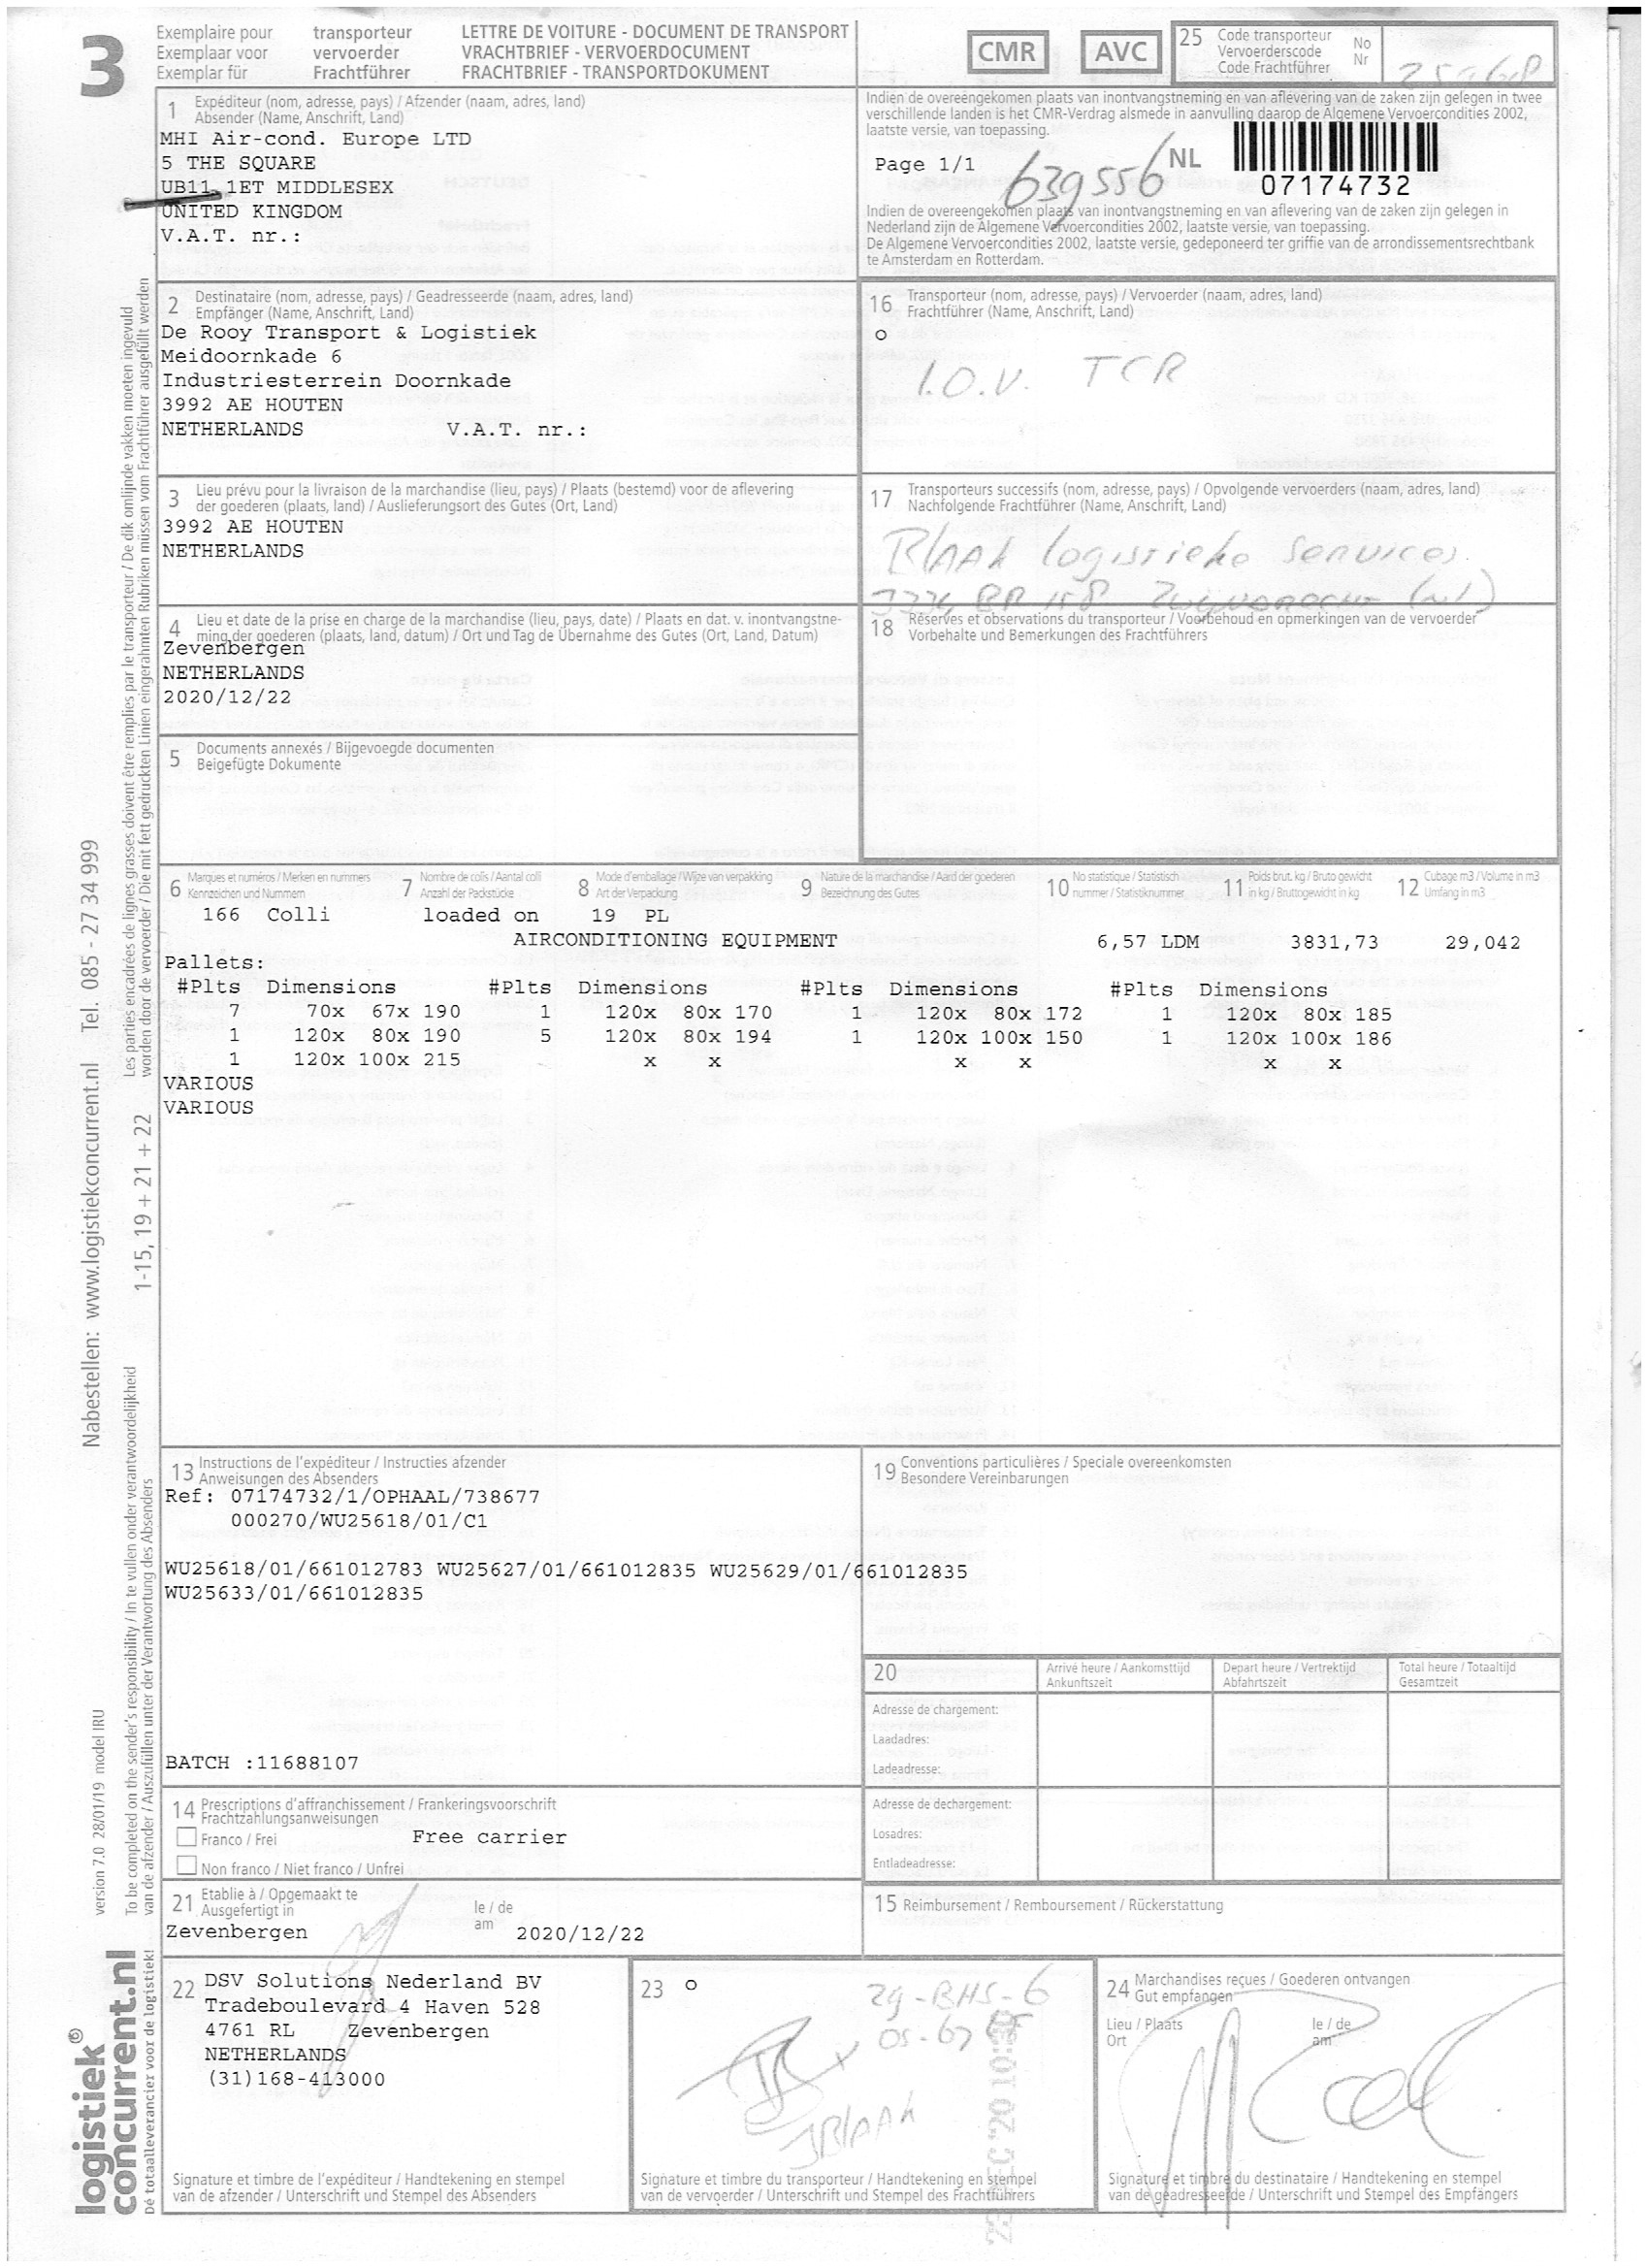 3
Exemplaire pour transporteur
Exemplaar voor vervoerder
Exemplar für Frachtführer
LETTRE DE VOITURE - DOCUMENT DE TRANSPORT
VRACHTBRIEF - VERVOERDOCUMENT
FRACHTBRIEF - TRANSPORTDOKUMENT
CMR
AVC
25 Code transporteur
Vervoerderscode
Code Frachtführer
No
Nr
1 Expéditeur (nom, adresse, pays) / Afzender (naam, adres, land)
Absender (Name, Anschrift, Land)
MHI Air-cond. Europe LTD
5 THE SQUARE
UB11 1ET MIDDLESEX
UNITED KINGDOM
V.A.T. nr.:
Indien de overeengekomen plaats van inontvangstneming en van aflevering van de zaken zijn gelegen in twee
verschillende landen is het CMR-Verdrag alsmede in aanvulling daarop de Algemene Vervoercondities 2002,
laatste versie, van toepassing.
Page 1/1
639556
NL
07174732
Indien de overeengekomen plaats van inontvangstneming en van aflevering van de zaken zijn gelegen in
Nederland zijn de Algemene Vervoercondities 2002, laatste versie, van toepassing.
De Algemene Vervoercondities 2002, laatste versie, gedeponeerd ter griffie van de arrondissementsrechtbank
te Amsterdam en Rotterdam.
2 Destinataire (nom, adresse, pays) / Geadresseerde (naam, adres, land)
Empfänger (Name, Anschrift, Land)
De Rooy Transport & Logistiek
Meidoornkade 6
Industriesterrein Doornkade
3992 AE HOUTEN
NETHERLANDS V.A.T. nr.:
16 Transporteur (nom, adresse, pays) / Vervoerder (naam, adres, land)
Frachtführer (Name, Anschrift, Land)
o
I.O.V. TCR
3 Lieu prévu pour la livraison de la marchandise (lieu, pays) / Plaats (bestemd) voor de aflevering
der goederen (plaats, land) / Auslieferungsort des Gutes (Ort, Land)
3992 AE HOUTEN
NETHERLANDS
17 Transporteurs successifs (nom, adresse, pays) / Opvolgende vervoerders (naam, adres, land)
Nachfolgende Frachtführer (Name, Anschrift, Land)
Blaak logistieke Services
4 Lieu et date de la prise en charge de la marchandise (lieu, pays, date) / Plaats en dat. v. inontvangstne-
ming der goederen (plaats, land, datum) / Ort und Tag de Übernahme des Gutes (Ort, Land, Datum)
Zevenbergen
NETHERLANDS
2020/12/22
18 Réserves et observations du transporteur / Voorbehoud en opmerkingen van de vervoerder
Vorbehalte und Bemerkungen des Frachtführers
5 Documents annexés / Bijgevoegde documenten
Beigefügte Dokumente
6 Marques et numéros / Merken en nummers
Kennzeichen und Nummern
7 Nombre de colis / Aantal colli
Anzahl der Packstücke
8 Mode d'emballage / Wijze van verpakking
Art der Verpackung
9 Nature de la marchandise / Aard der goederen
Bezeichnung des Gutes
10 No statistique / Statistisch
nummer / Statistiknummer
11 Poids brut. kg / Bruto gewicht
in kg / Bruttogewicht in kg
12 Cubage m3 / Volume in m3
Umfang in m3
166 Colli loaded on 19 PL
AIRCONDITIONING EQUIPMENT 6,57 LDM 3831,73 29,042
Pallets:
#Plts Dimensions #Plts Dimensions #Plts Dimensions #Plts Dimensions
7 70x 67x 190 1 120x 80x 170 1 120x 80x 172 1 120x 80x 185
1 120x 80x 190 5 120x 80x 194 1 120x 100x 150 1 120x 100x 186
1 120x 100x 215 x x x x x x
VARIOUS
VARIOUS
13 Instructions de l'expéditeur / Instructies afzender
Anweisungen des Absenders
Ref: 07174732/1/OPHAAL/738677
000270/WU25618/01/C1
WU25618/01/661012783 WU25627/01/661012835 WU25629/01/661012835
WU25633/01/661012835
BATCH :11688107
19 Conventions particulières / Speciale overeenkomsten
Besondere Vereinbarungen
20
Arrivé heure / Aankomsttijd
Ankunftszeit
Depart heure / Vertrektijd
Abfahrtszeit
Total heure / Totaaltijd
Gesamtzeit
Adresse de chargement:
Laadadres:
Ladeadresse:
Adresse de dechargement:
Losadres:
Entladeadresse:
14 Prescriptions d'affranchissement / Frankeringsvoorschrift
Frachtzahlungsanweisungen
Franco / Frei
Free carrier
Non franco / Niet franco / Unfrei
21 Etablie à / Opgemaakt te
Ausgefertigt in
le / de
am
Zevenbergen 2020/12/22
15 Reimbursement / Remboursement / Rückerstattung
22 DSV Solutions Nederland BV
Tradeboulevard 4 Haven 528
4761 RL Zevenbergen
NETHERLANDS
(31)168-413000
Signature et timbre de l'expéditeur / Handtekening en stempel
van de afzender / Unterschrift und Stempel des Absenders
23 o
29-BHS-6
JBlaak
Signature et timbre du transporteur / Handtekening en stempel
van de vervoerder / Unterschrift und Stempel des Frachtführers
24 Marchandises reçues / Goederen ontvangen
Gut empfangen
Lieu / Plaats
Ort
le / de
am
Signature et timbre du destinataire / Handtekening en stempel
van de geadresseerde / Unterschrift und Stempel des Empfängers
Nabestellen: www.logistiekconcurrent.nl Tel. 085 - 27 34 999
Les parties encadrées de lignes grasses doivent être remplies par le transporteur / De dik omlijnde vakken moeten ingevuld
worden door de vervoerder / Die mit fett gedruckten Linien eingerahmten Rubriken müssen vom Frachtführer ausgefüllt werden
1-15, 19 + 21 + 22
To be completed on the sender's responsibility / In te vullen onder verantwoordelijkheid
van de afzender / Auszufüllen unter der Verantwortung des Absenders
version 7.0 28/01/19 model IRU
logistiek
concurrent.nl
Dé totaalleverancier voor de logistiek!